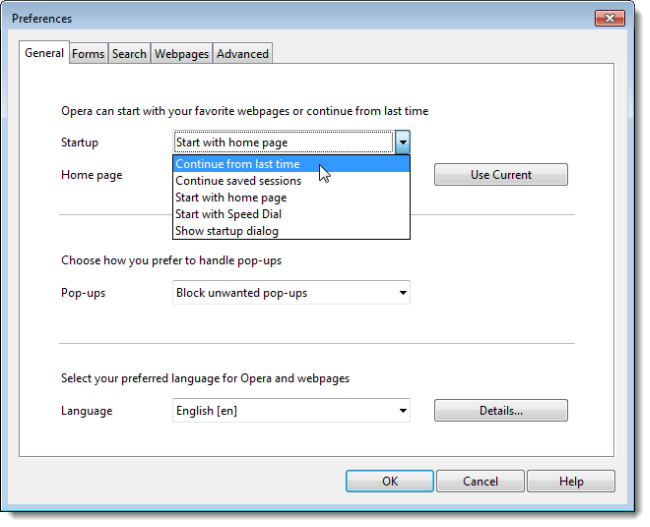 Preferences
General Forms Search Webpages Advanced
Opera can start with your favorite webpages or continue from last time
Startup Start with home page
Continue from last time
Home page Use Current
Continue saved sessions
Start with home page
Start with Speed Dial
Show startup dialog
Choose how you prefer to handle pop-ups
Pop-ups Block unwanted pop-ups
Select your preferred language for Opera and webpages
Language English [en] Details...
OK Cancel Help